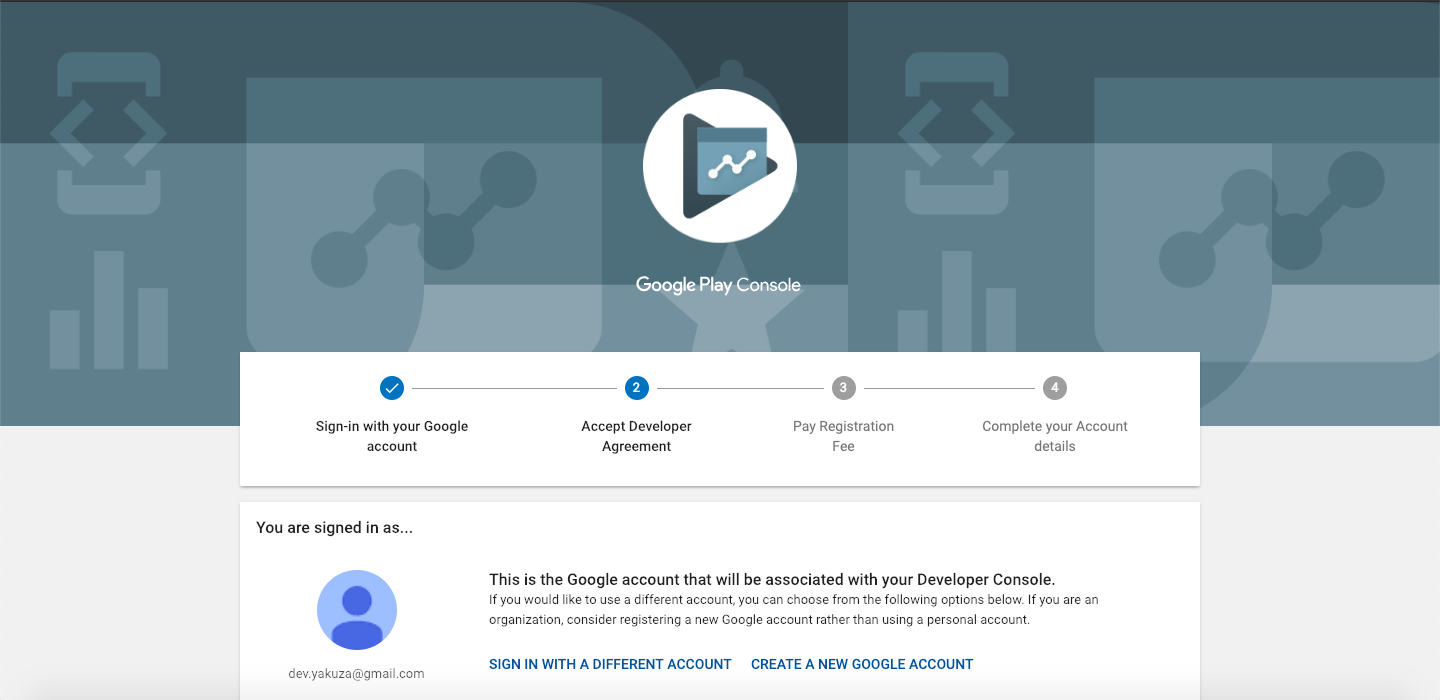 Google Play Console
2
3
4
Sign-in with your Google
account
Accept Developer
Agreement
Pay Registration
Fee
Complete your Account
details
You are signed in as...
This is the Google account that will be associated with your Developer Console.
If you would like to use a different account, you can choose from the following options below. If you are an
organization, consider registering a new Google account rather than using a personal account.
SIGN IN WITH A DIFFERENT ACCOUNT
CREATE A NEW GOOGLE ACCOUNT
dev.yakuza@gmail.com